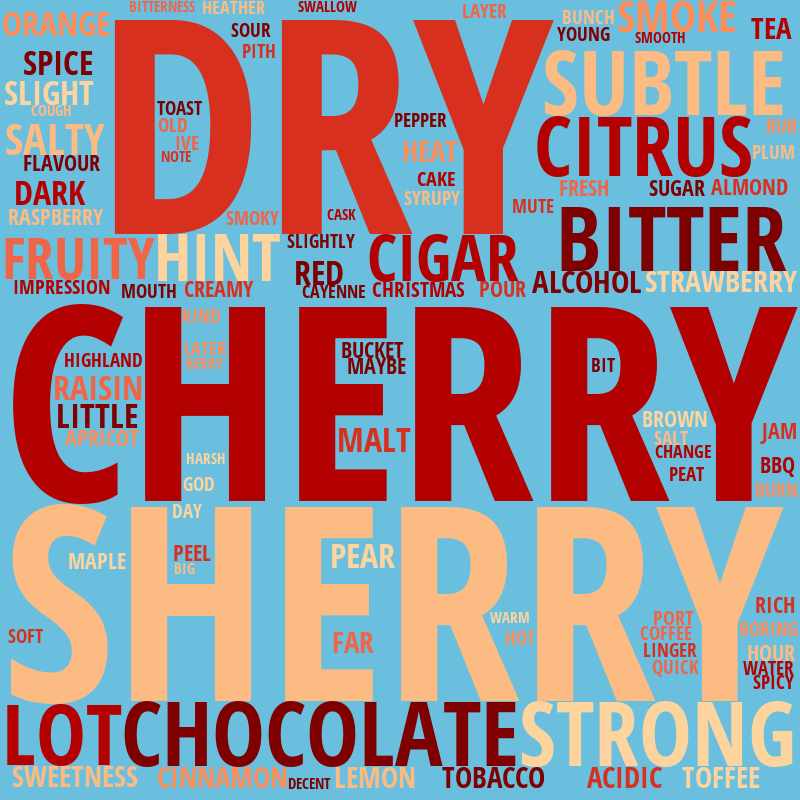 BITTERNESS
HEATHER
SWALLOW
LAYER
BUNCH
SMOKE
ORANGE
SOUR
YOUNG
SMOOTH
TEA
DRY
PITH
SPICE
SUBTLE
SLIGHT
COUGH
TOAST
PEPPER
CITRUS
OLD
RUB
SALTY
IVE
NOTE
HEAT
PLUM
FLAVOUR
CAKE
DARK
FRESH
SUGAR
ALMOND
SYRUPY
MUTE
RASPBERRY
SMOKY
CASK
BITTER
FRUITY
HINT
SLIGHTLY
CIGAR
RED
IMPRESSION
MOUTH
CREAMY
CAYENNE
CHRISTMAS
POUR
ALCOHOL
STRAWBERRY
CHERRY
KIND
HIGHLAND
LATER
BERRY
BUCKET
MAYBE
BIT
RAISIN
LITTLE
APRICOT
MALT
BROWN
SALT
JAM
CHANGE
HARSH
PEAT
BBQ
GOD
BURN
DAY
SHERRY
MAPLE
PEEL
BIG
PEAR
RICH
WARM
PORT
SOFT
FAR
HOT
COFFEE
BORING
LINGER
HOUR
QUICK
WATER
SPICY
LOT
CHOCOLATE
STRONG
SWEETNESS
CINNAMON
DECENT
LEMON
TOBACCO
ACIDIC
TOFFEE